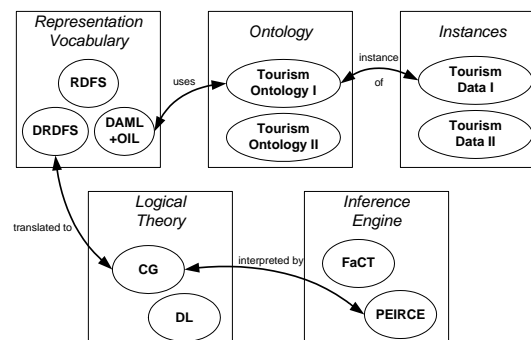 Representation
Vocabulary
RDFS
DRDFS
DAML
+OIL
uses
Ontology
Tourism
Ontology I
Tourism
Ontology II
instance
of
Instances
Tourism
Data I
Tourism
Data II
translated to
Logical
Theory
CG
DL
interpreted by
Inference
Engine
FaCT
PEIRCE